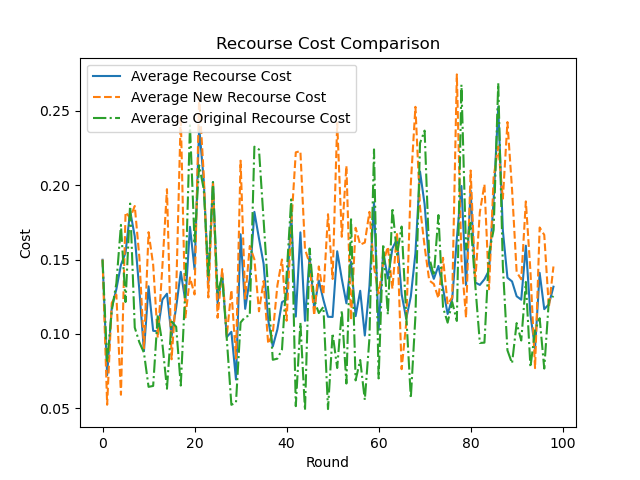 Recourse Cost Comparison
Average Recourse Cost
Average New Recourse Cost
Average Original Recourse Cost
Cost
0.25
0.20
0.15
0.10
0.05
0 20 40 60 80 100
Round